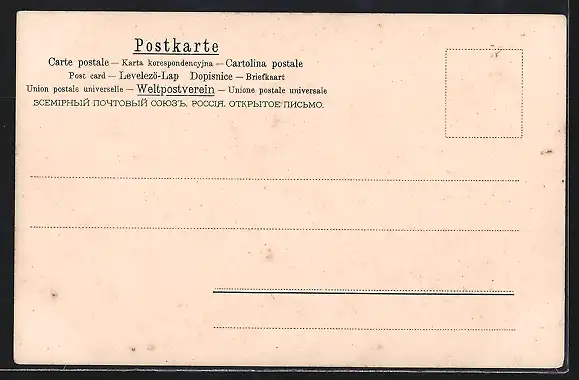 Postkarte
Carte postale — Karta korespondencyjna — Cartolina postale
Post card — Levelező-Lap Dopisnice — Briefkaart
Union postale universelle — Weltpostverein — Unione postale universale
ВСЕМІРНЫЙ ПОЧТОВЫЙ СОЮЗЪ. РОССІЯ. ОТКРЫТОЕ ПИСЬМО.